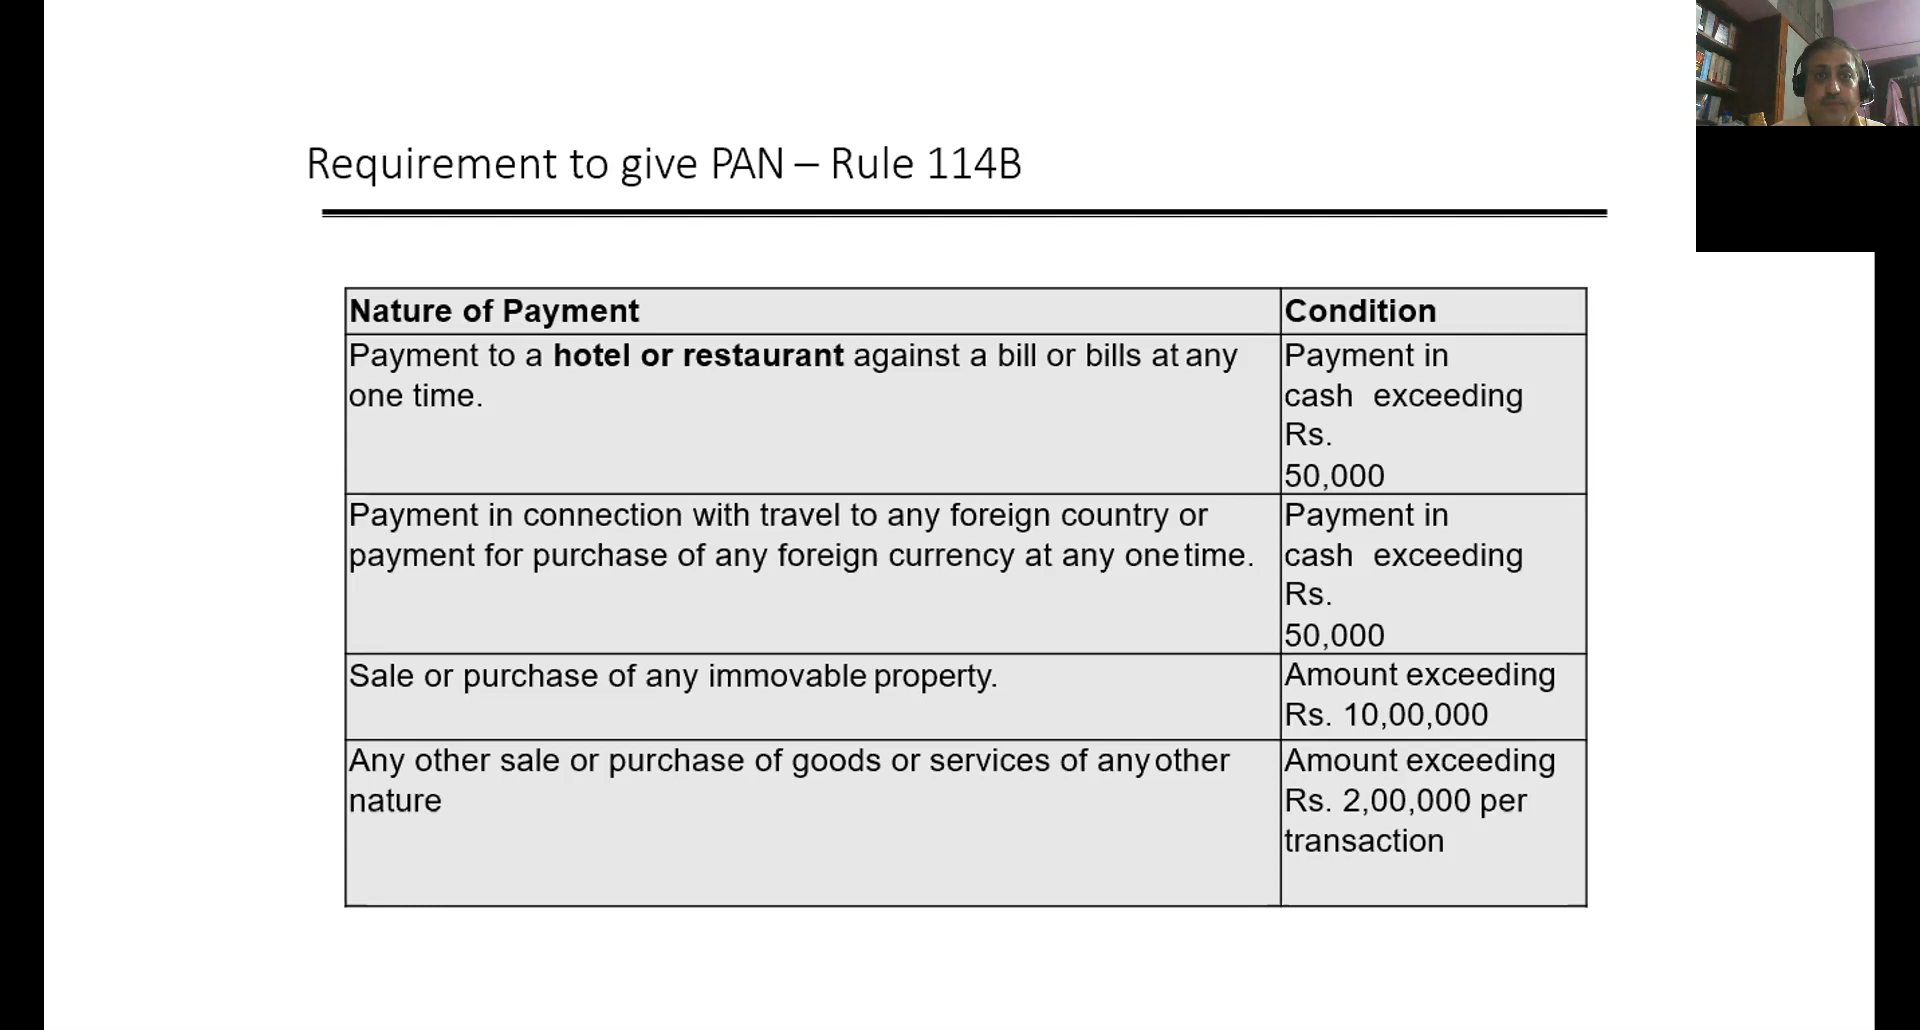 Requirement to give PAN – Rule 114B
Nature of Payment
Condition
Payment to a hotel or restaurant against a bill or bills at any
one time.
Payment in
cash exceeding
Rs.
50,000
Payment in connection with travel to any foreign country or
payment for purchase of any foreign currency at any one time.
Payment in
cash exceeding
Rs.
50,000
Sale or purchase of any immovable property.
Amount exceeding
Rs. 10,00,000
Any other sale or purchase of goods or services of any other
nature
Amount exceeding
Rs. 2,00,000 per
transaction